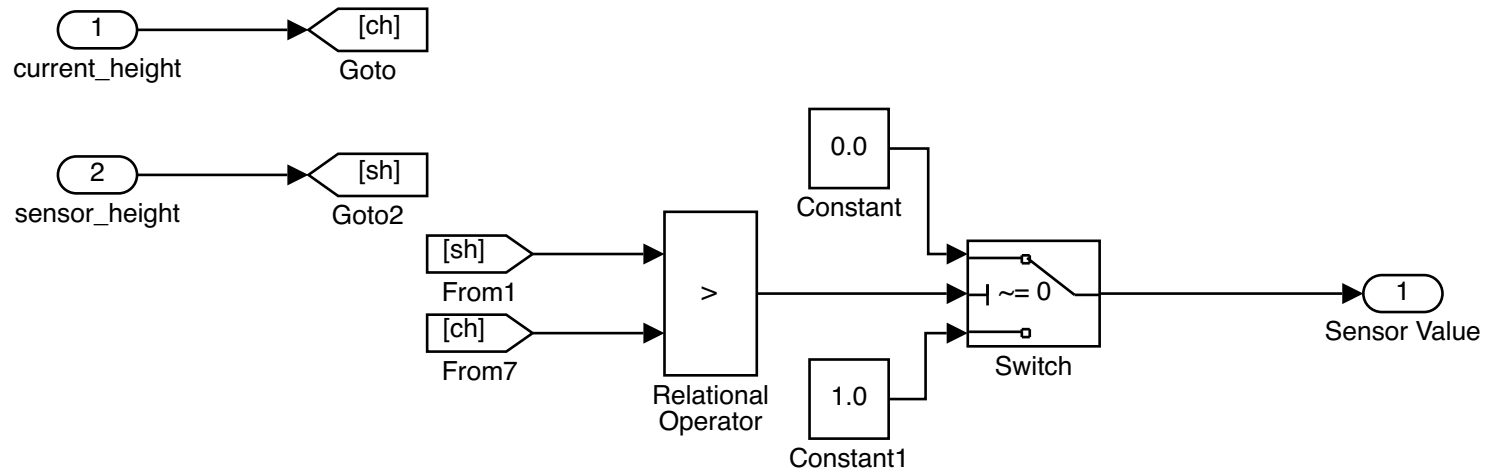 1
current_height
[ch]
Goto
2
sensor_height
[sh]
Goto2
[sh]
From1
[ch]
From7
>
Relational
Operator
0.0
Constant
1.0
Constant1
~= 0
Switch
1
Sensor Value